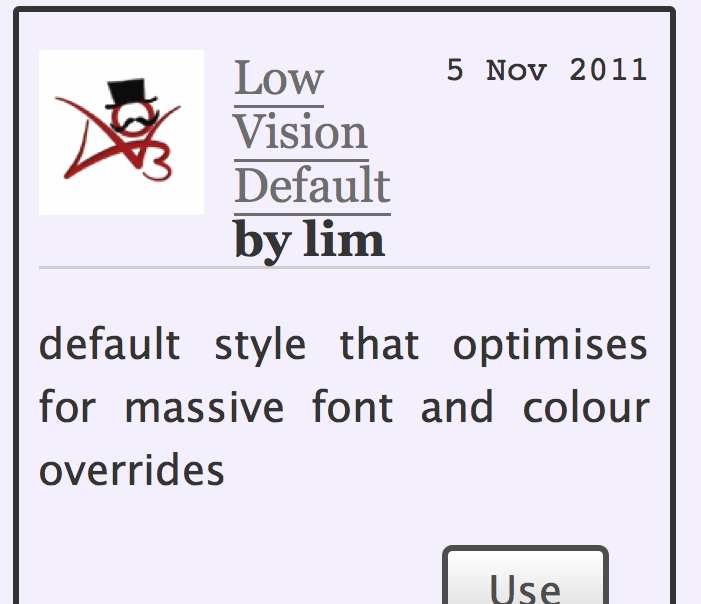 Low
Vision
Default
by lim
5 Nov 2011
default style that optimises
for massive font and colour
overrides
Use